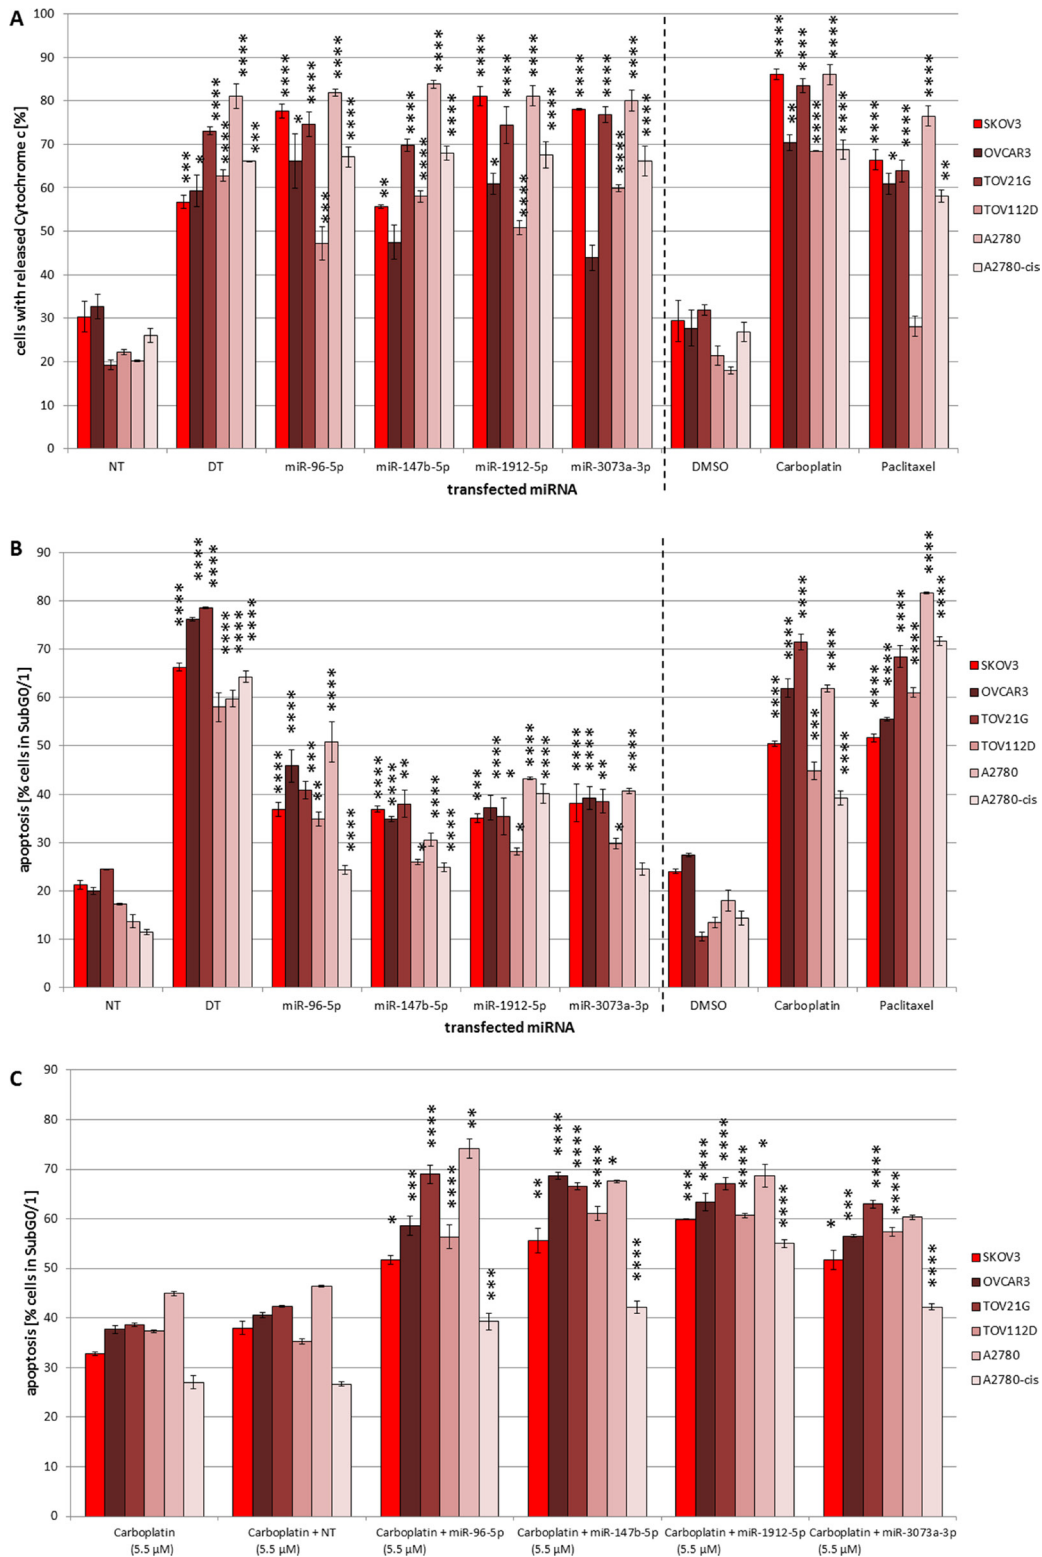 A
100
90
80
70
60
50
40
30
20
10
0
cells with released Cytochrome c [%]
NT DT miR-96-5p miR-147b-5p miR-1912-5p miR-3073a-3p DMSO Carboplatin Paclitaxel
transfected miRNA
SKOV3
OVCAR3
TOV21G
TOV112D
A2780
A2780-cis
B
90
80
70
60
50
40
30
20
10
0
apoptosis [% cells in SubG0/1]
NT DT miR-96-5p miR-147b-5p miR-1912-5p miR-3073a-3p DMSO Carboplatin Paclitaxel
transfected miRNA
SKOV3
OVCAR3
TOV21G
TOV112D
A2780
A2780-cis
C
90
80
70
60
50
40
30
20
10
0
apoptosis [% cells in SubG0/1]
Carboplatin Carboplatin + NT Carboplatin + miR-96-5p Carboplatin + miR-147b-5p Carboplatin + miR-1912-5p Carboplatin + miR-3073a-3p
(5.5 µM) (5.5 µM) (5.5 µM) (5.5 µM) (5.5 µM) (5.5 µM)
SKOV3
OVCAR3
TOV21G
TOV112D
A2780
A2780-cis